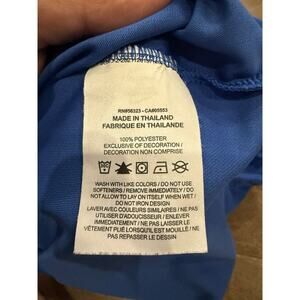 RN#56323 - CA#05553
MADE IN THAILAND
FABRIQUE EN THAILANDE
100% POLYESTER
EXCLUSIVE OF DECORATION /
DECORATION NON COMPRISE
WASH WITH LIKE COLORS / DO NOT USE
SOFTENERS / REMOVE IMMEDIATELY / DO
NOT ALLOW TO LAY ON ITSELF WHEN WET /
DO NOT IRON DESIGN
LAVER AVEC COULEURS SIMILAIRES / NE PAS
UTILISER D'ADOUCISSEUR / ENLEVER
IMMÉDIATEMENT / NE PAS LAISSER LE
VÊTEMENT PLIÉ LORSQU'IL EST MOUILLÉ / NE
PAS REPASSER LE DESSIN